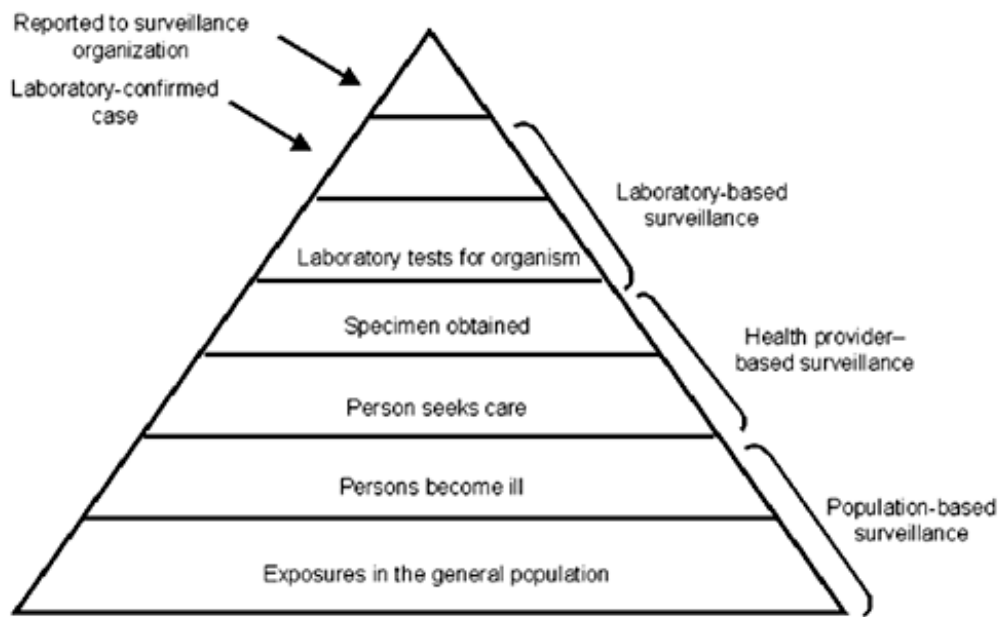 Reported to surveillance
organization
Laboratory-confirmed
case
Laboratory-based
surveillance
Laboratory tests for organism
Specimen obtained
Health provider–
based surveillance
Person seeks care
Persons become ill
Population-based
surveillance
Exposures in the general population